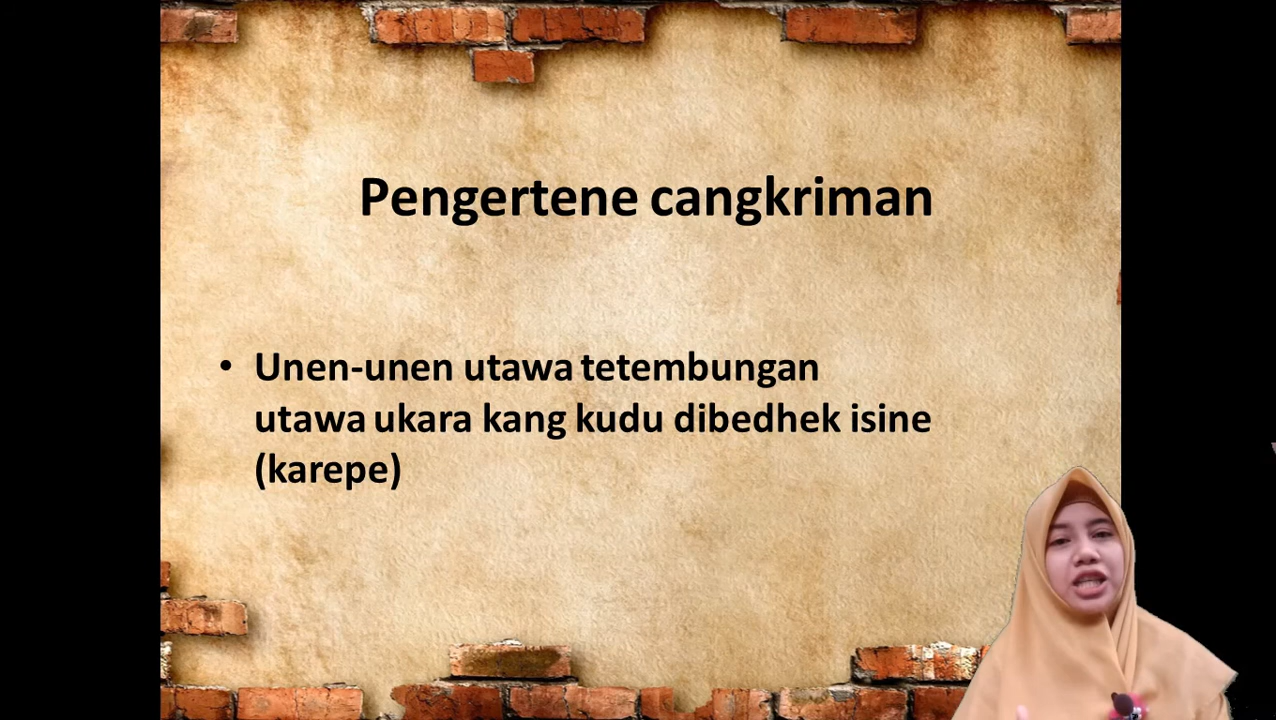 Pengertene cangkriman
• Unen-unen utawa tetembungan
utawa ukara kang kudu dibedhek isine
(karepe)